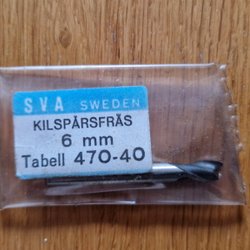 SVA SWEDEN
KILSPÅRSFRÄS
6 mm
Tabell 470-40